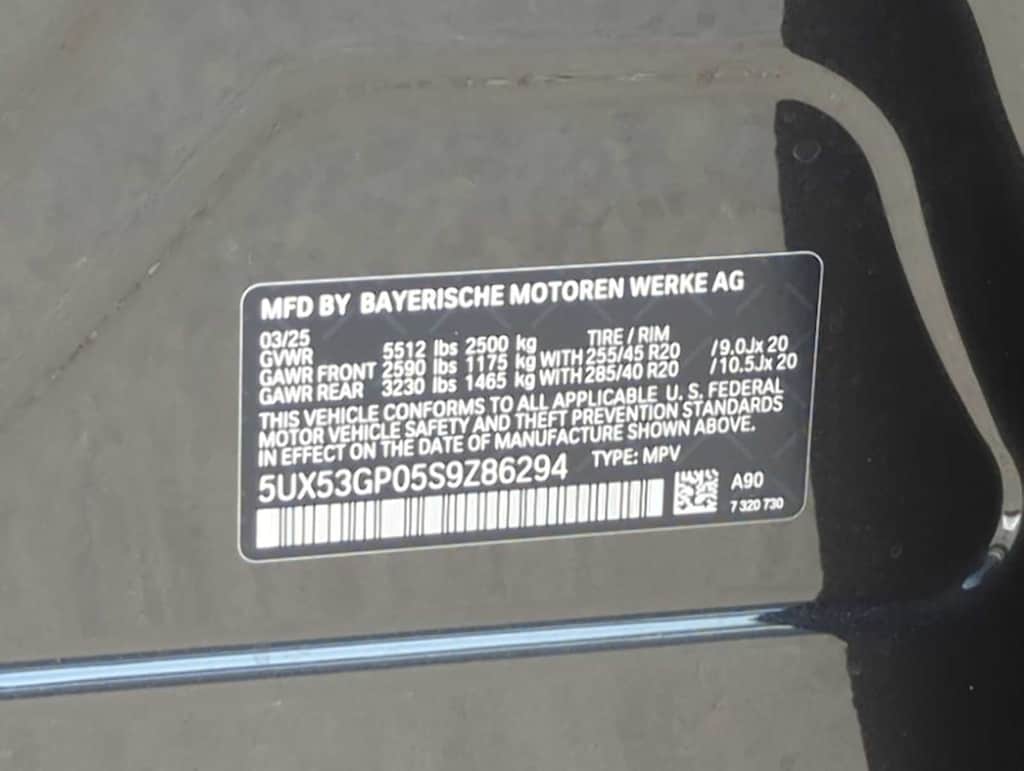 MFD BY BAYERISCHE MOTOREN WERKE AG
03/25 TIRE / RIM
GVWR 5512 lbs 2500 kg
GAWR FRONT 2590 lbs 1175 kg WITH 255/45 R20 /9.0Jx 20
GAWR REAR 3230 lbs 1465 kg WITH 285/40 R20 /10.5Jx 20
THIS VEHICLE CONFORMS TO ALL APPLICABLE U. S. FEDERAL
MOTOR VEHICLE SAFETY AND THEFT PREVENTION STANDARDS
IN EFFECT ON THE DATE OF MANUFACTURE SHOWN ABOVE.
5UX53GP05S9Z86294 TYPE: MPV
A90
7 320 730